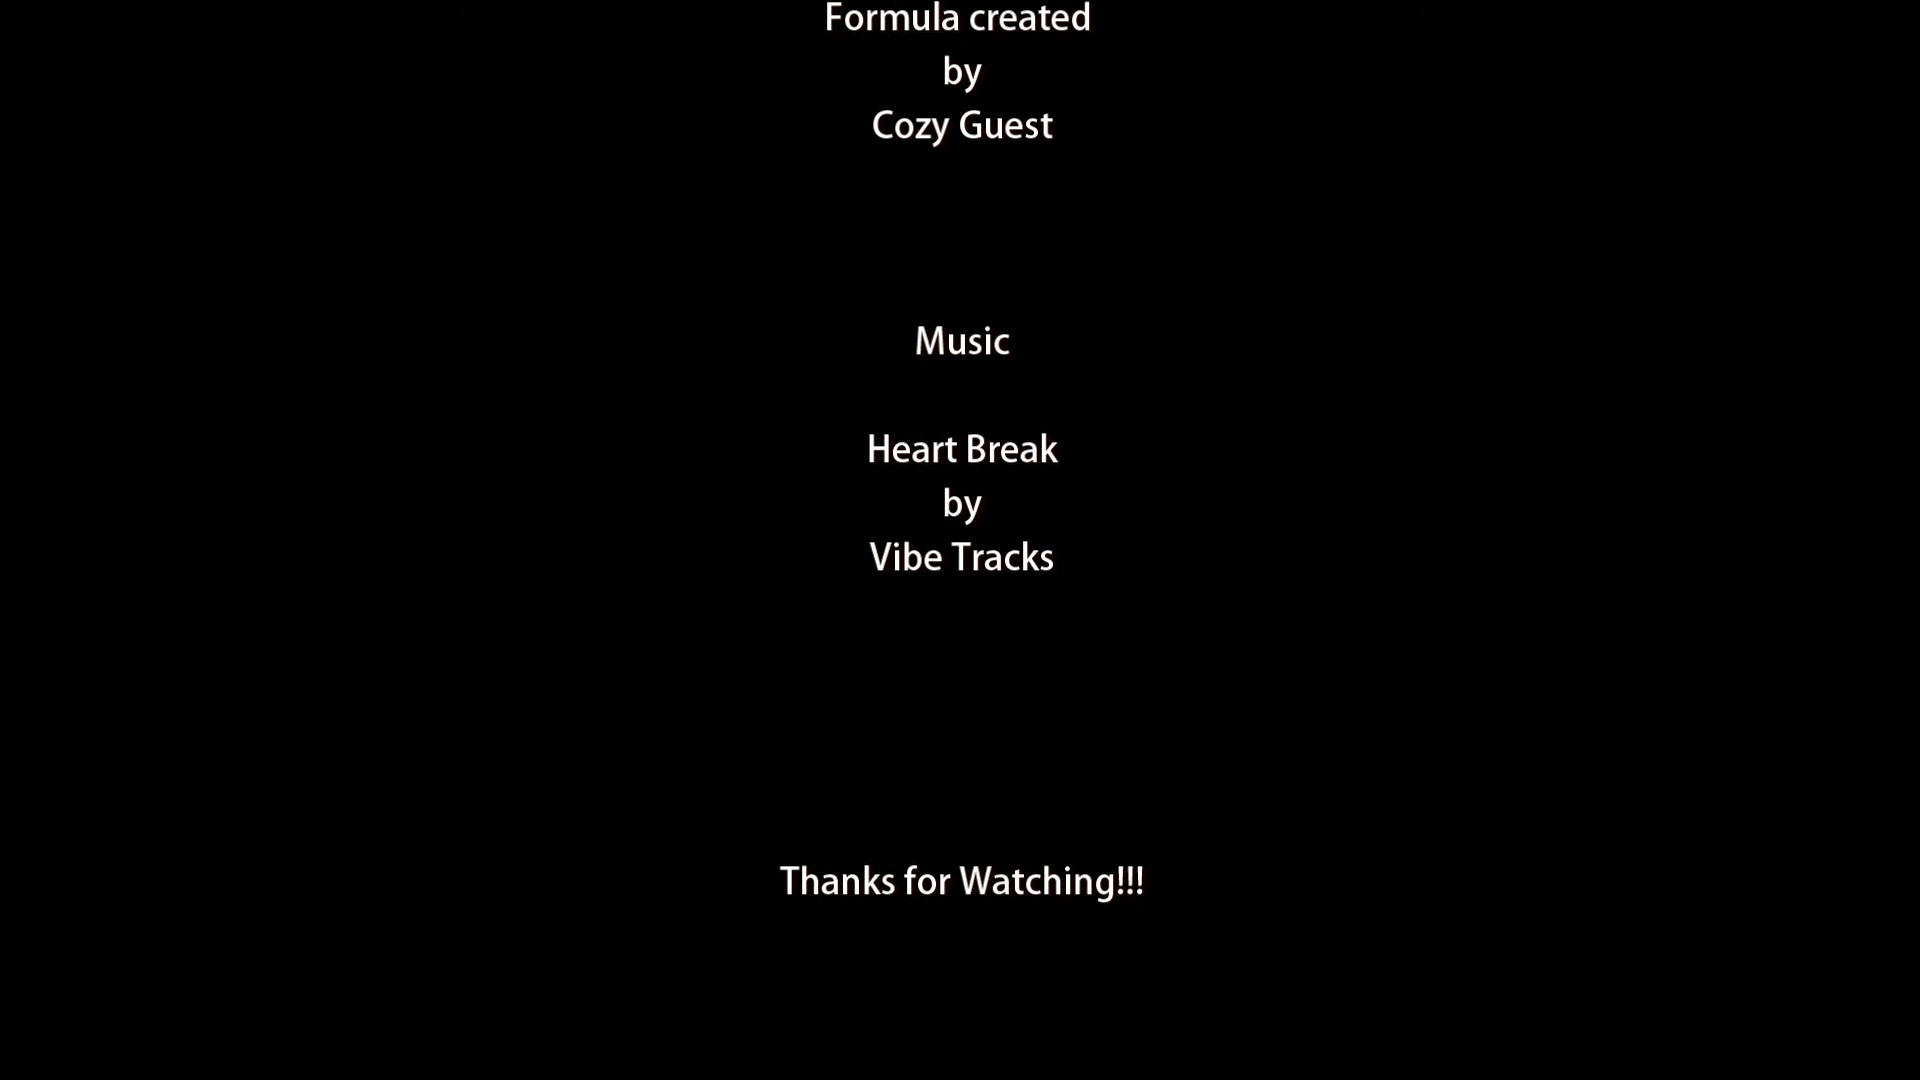 Formula created
by
Cozy Guest
Music
Heart Break
by
Vibe Tracks
Thanks for Watching!!!